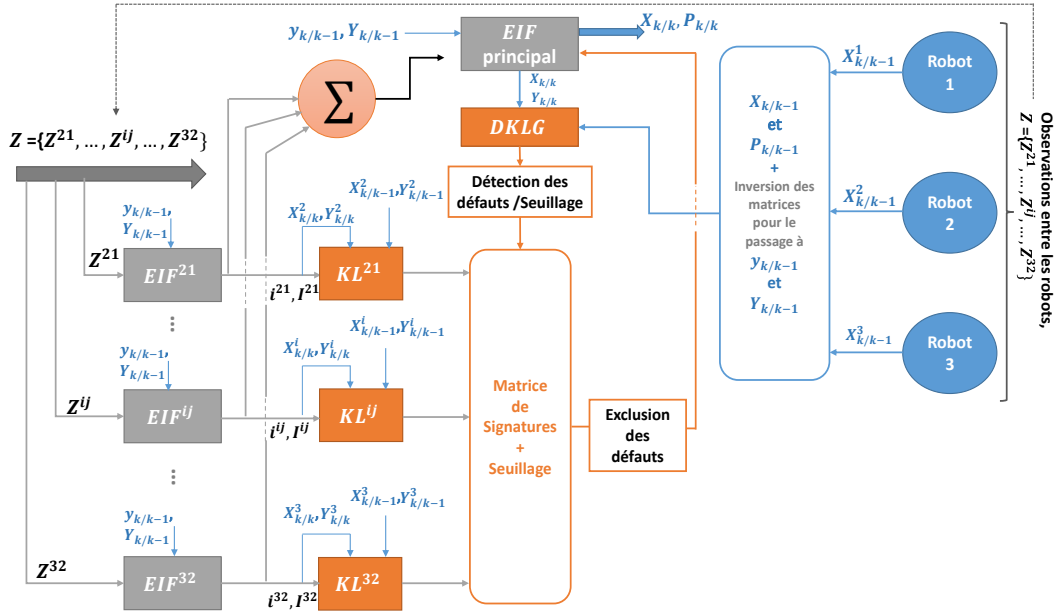 y_{k/k-1}, Y_{k/k-1}
EIF
principal
X_{k/k}, P_{k/k}
X_{k/k}
Y_{k/k}
∑
DKLG
Z ={Z^{21}, ..., Z^{ij}, ..., Z^{32}}
Détection des
défauts /Seuillage
y_{k/k-1},
Y_{k/k-1}
Z^{21}
EIF^{21}
i^{21}, I^{21}
X^2_{k/k}, Y^2_{k/k}
X^2_{k/k-1}, Y^2_{k/k-1}
KL^{21}
...
y_{k/k-1},
Y_{k/k-1}
Z^{ij}
EIF^{ij}
i^{ij}, I^{ij}
X^i_{k/k}, Y^i_{k/k}
X^i_{k/k-1}, Y^i_{k/k-1}
KL^{ij}
...
y_{k/k-1},
Y_{k/k-1}
Z^{32}
EIF^{32}
i^{32}, I^{32}
X^3_{k/k}, Y^3_{k/k}
X^3_{k/k-1}, Y^3_{k/k-1}
KL^{32}
Matrice
de
Signatures
+
Seuillage
Exclusion
des
défauts
X_{k/k-1}
et
P_{k/k-1}
+
Inversion des
matrices
pour le
passage à
y_{k/k-1}
et
Y_{k/k-1}
X^1_{k/k-1}
Robot
1
X^2_{k/k-1}
Robot
2
X^3_{k/k-1}
Robot
3
Observations entre les robots,
Z ={Z^{21}, ..., Z^{ij}, ..., Z^{32}}